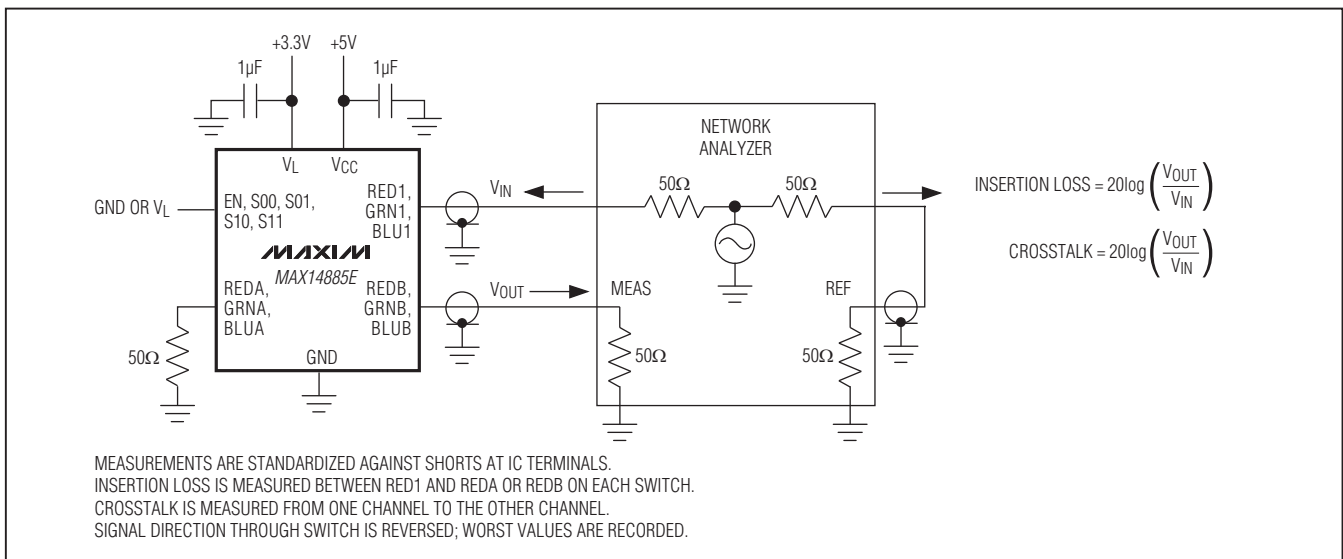 +3.3V +5V
1µF 1µF
VL VCC
GND OR VL
EN, S00, S01,
S10, S11
RED1,
GRN1,
BLU1
MAXIM
MAX14885E
REDA,
GRNA,
BLUA
REDB,
GRNB,
BLUB
GND
50Ω
VIN
VOUT
NETWORK
ANALYZER
50Ω 50Ω
MEAS REF
50Ω 50Ω
INSERTION LOSS = 20log(VOUT/VIN)
CROSSTALK = 20log(VOUT/VIN)
MEASUREMENTS ARE STANDARDIZED AGAINST SHORTS AT IC TERMINALS.
INSERTION LOSS IS MEASURED BETWEEN RED1 AND REDA OR REDB ON EACH SWITCH.
CROSSTALK IS MEASURED FROM ONE CHANNEL TO THE OTHER CHANNEL.
SIGNAL DIRECTION THROUGH SWITCH IS REVERSED; WORST VALUES ARE RECORDED.